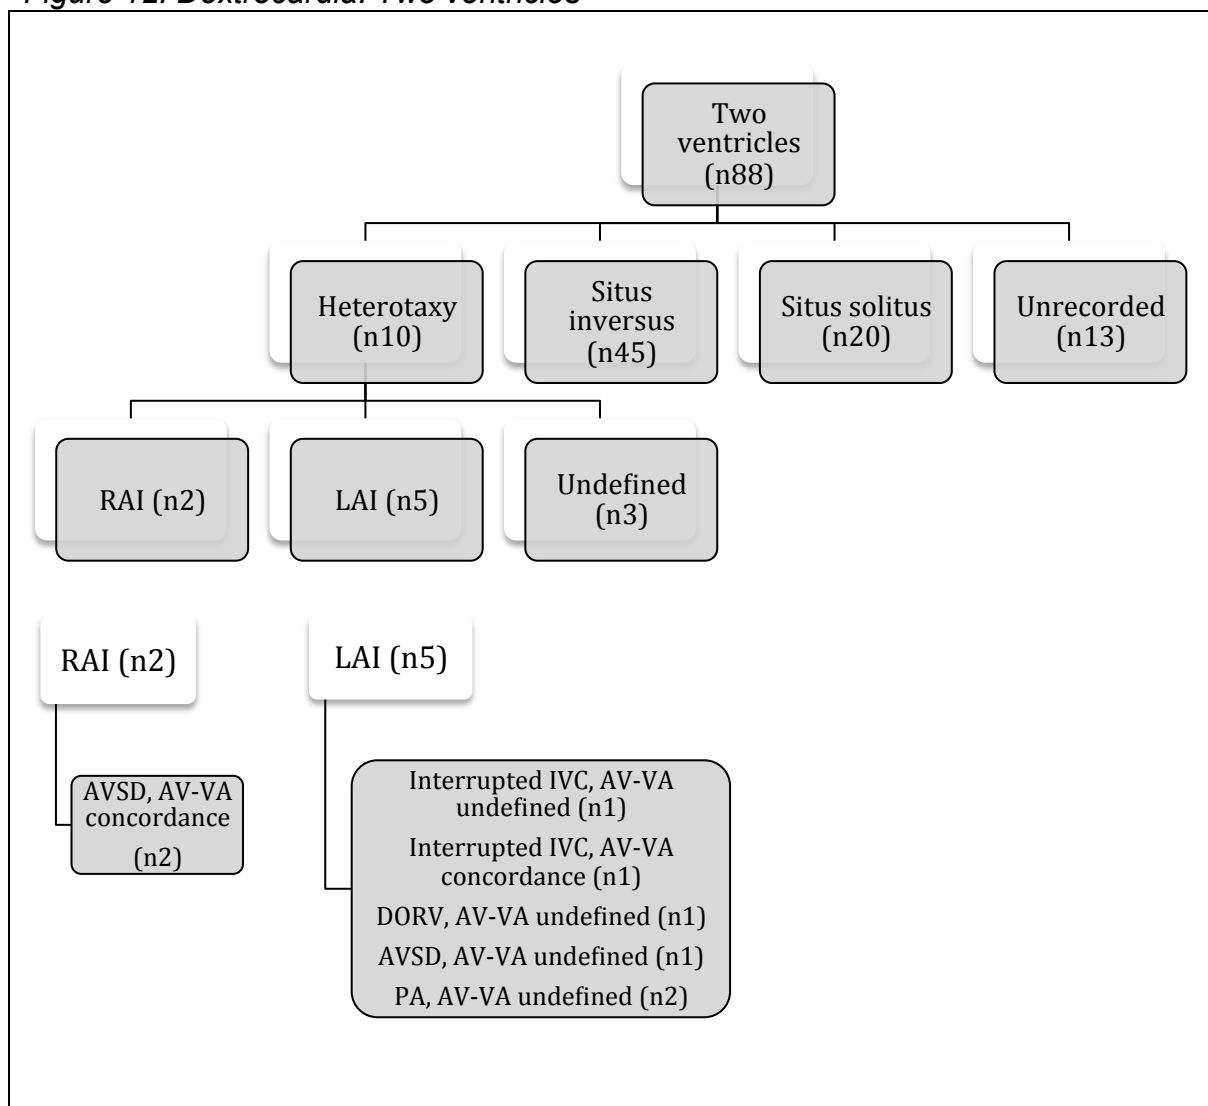 Figure 12: Dextrocardia: Two ventricles
Two
ventricles
(n88)
Heterotaxy
(n10)
Situs
inversus
(n45)
Situs solitus
(n20)
Unrecorded
(n13)
RAI (n2)
LAI (n5)
Undefined
(n3)
RAI (n2)
LAI (n5)
AVSD, AV-VA
concordance
(n2)
Interrupted IVC, AV-VA
undefined (n1)
Interrupted IVC, AV-VA
concordance (n1)
DORV, AV-VA undefined (n1)
AVSD, AV-VA undefined (n1)
PA, AV-VA undefined (n2)